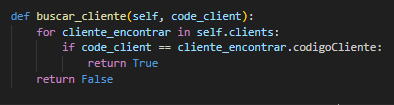 def buscar_cliente(self, code_client):
    for cliente_encontrar in self.clients:
        if code_client == cliente_encontrar.codigoCliente:
            return True
    return False